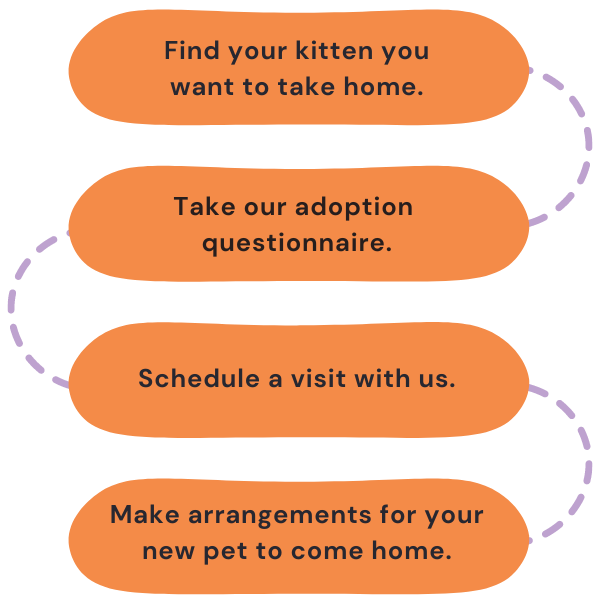 Find your kitten you
want to take home.
Take our adoption
questionnaire.
Schedule a visit with us.
Make arrangements for your
new pet to come home.